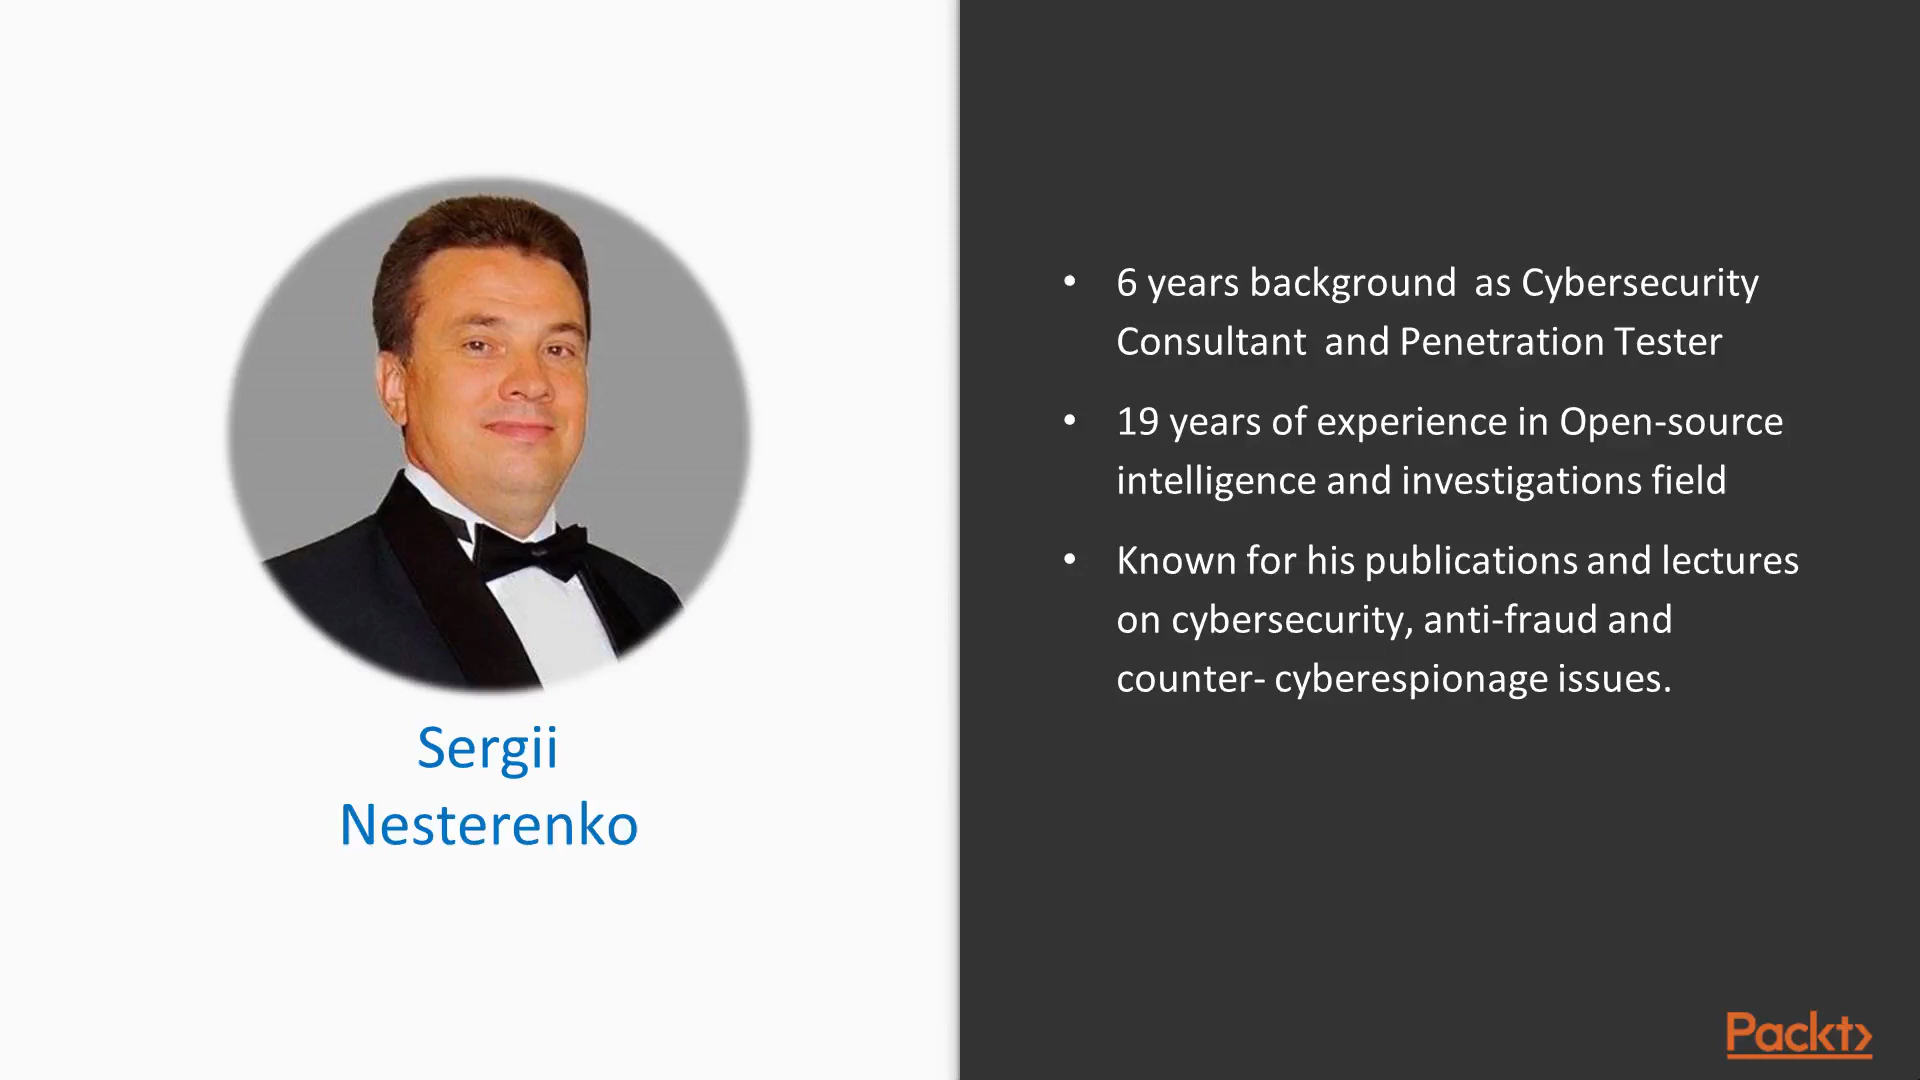 Sergii
Nesterenko
• 6 years background  as Cybersecurity
Consultant  and Penetration Tester
• 19 years of experience in Open-source
intelligence and investigations field
• Known for his publications and lectures
on cybersecurity, anti-fraud and
counter- cyberespionage issues.
Packt>